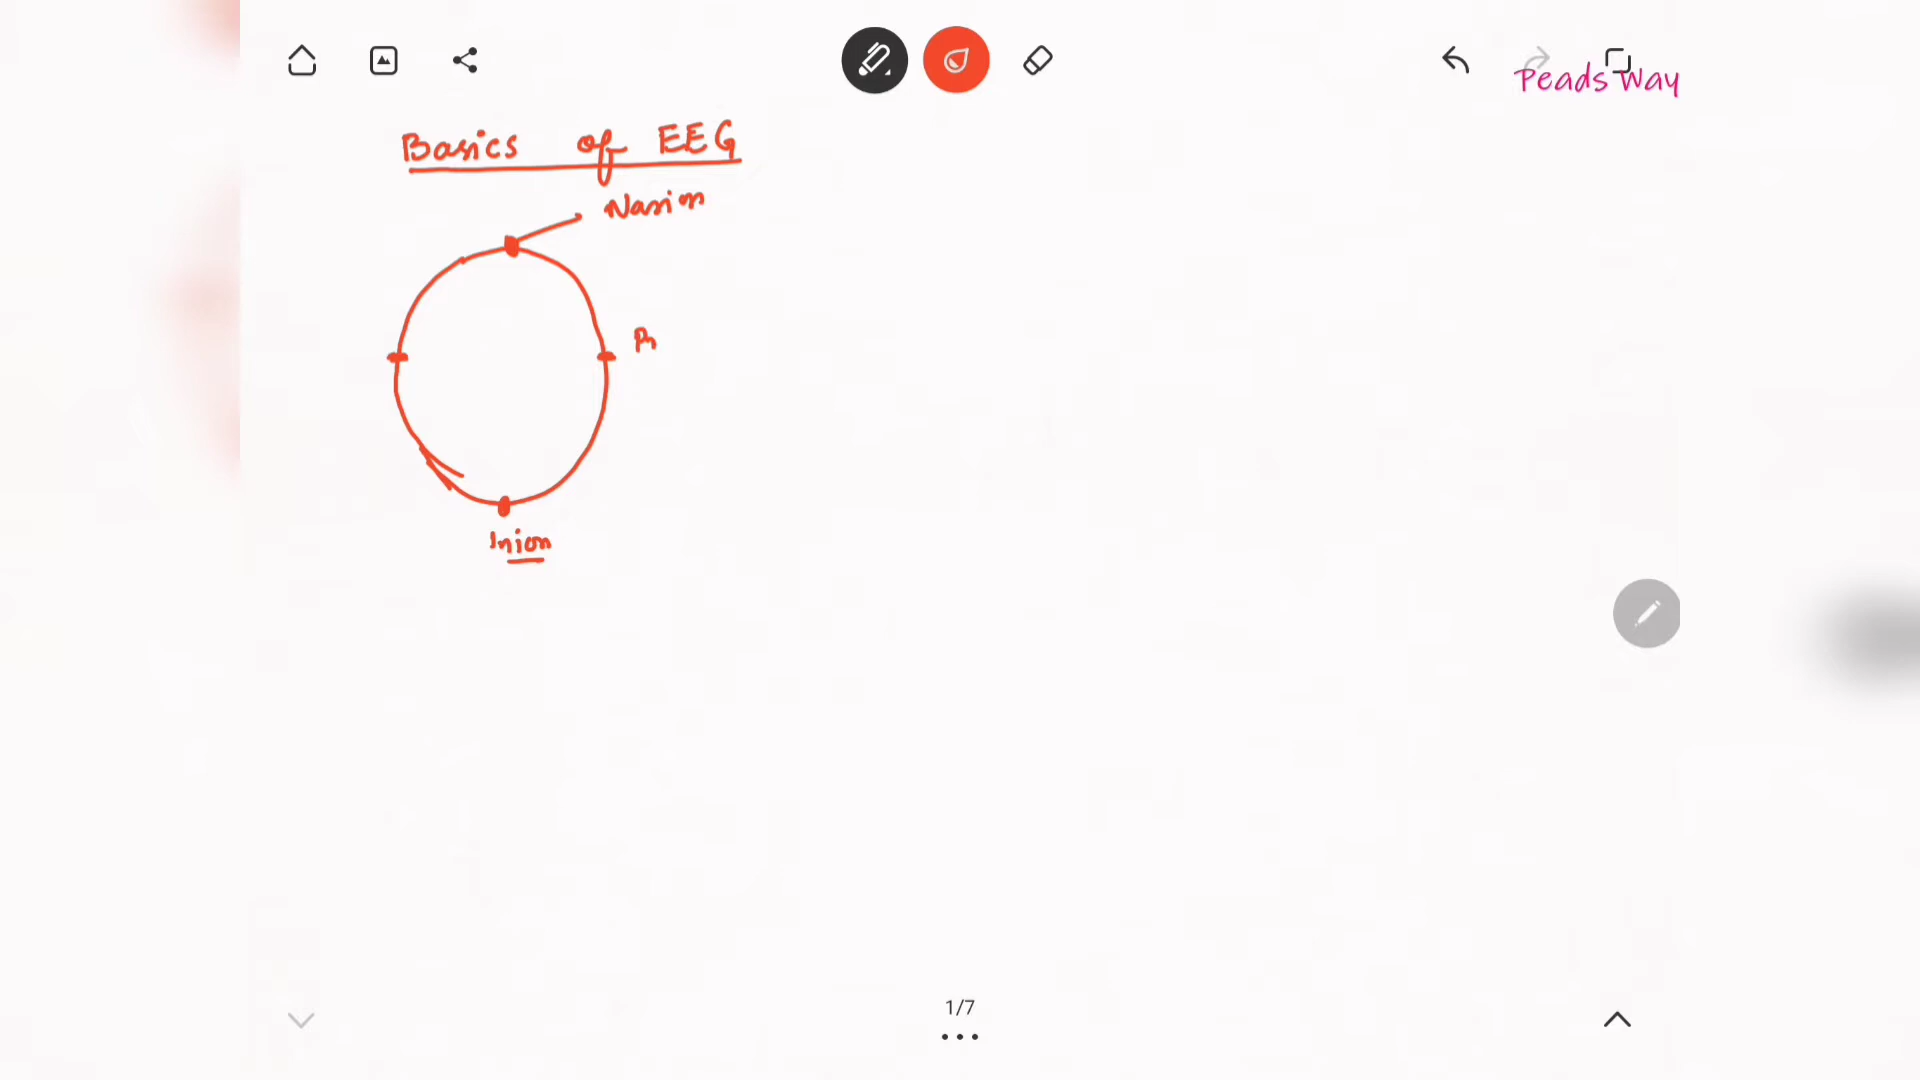 Peads Way
Basics of EEG
Nasion
Inion
1/7